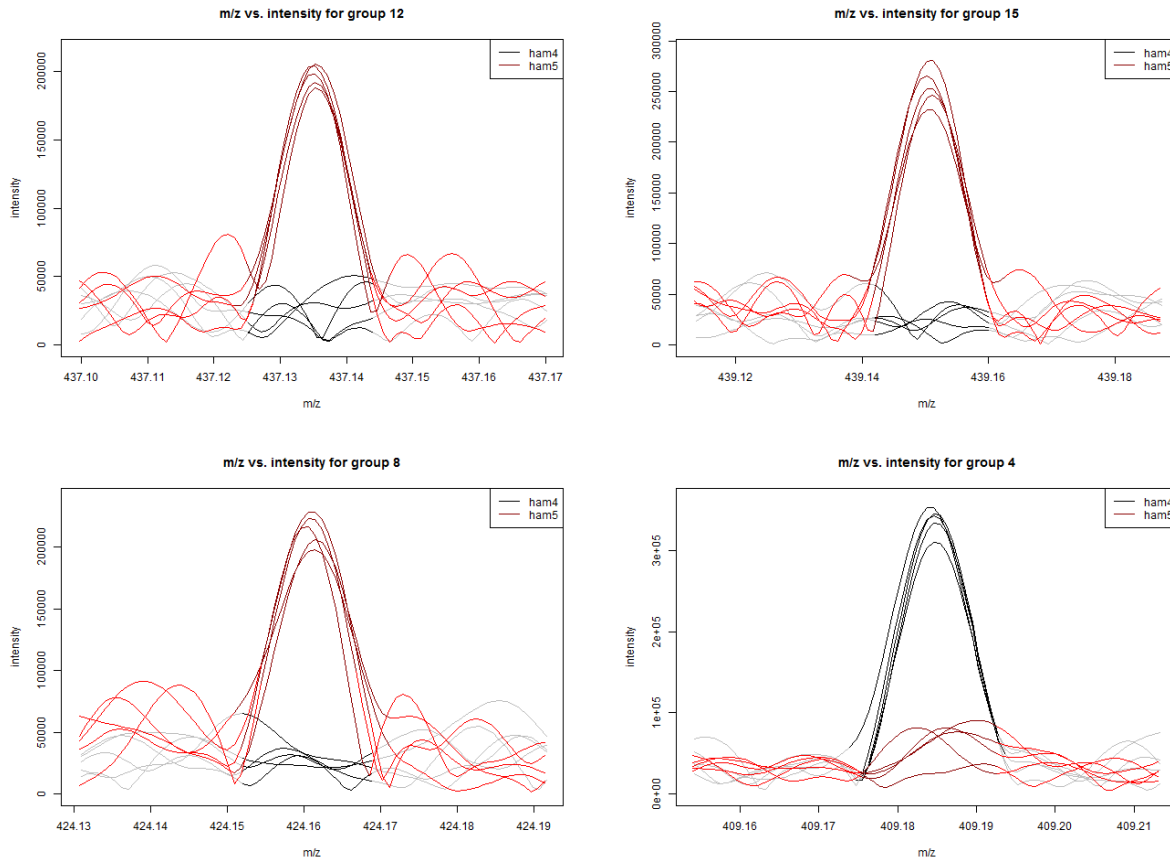 m/z vs. intensity for group 12
ham4
ham5
intensity
0
50000
100000
150000
200000
437.10 437.11 437.12 437.13 437.14 437.15 437.16 437.17
m/z
m/z vs. intensity for group 15
ham4
ham5
intensity
0
50000
100000
150000
200000
250000
300000
439.12 439.14 439.16 439.18
m/z
m/z vs. intensity for group 8
ham4
ham5
intensity
0
50000
100000
150000
200000
424.13 424.14 424.15 424.16 424.17 424.18 424.19
m/z
m/z vs. intensity for group 4
ham4
ham5
intensity
0e+00
1e+05
2e+05
3e+05
409.16 409.17 409.18 409.19 409.20 409.21
m/z